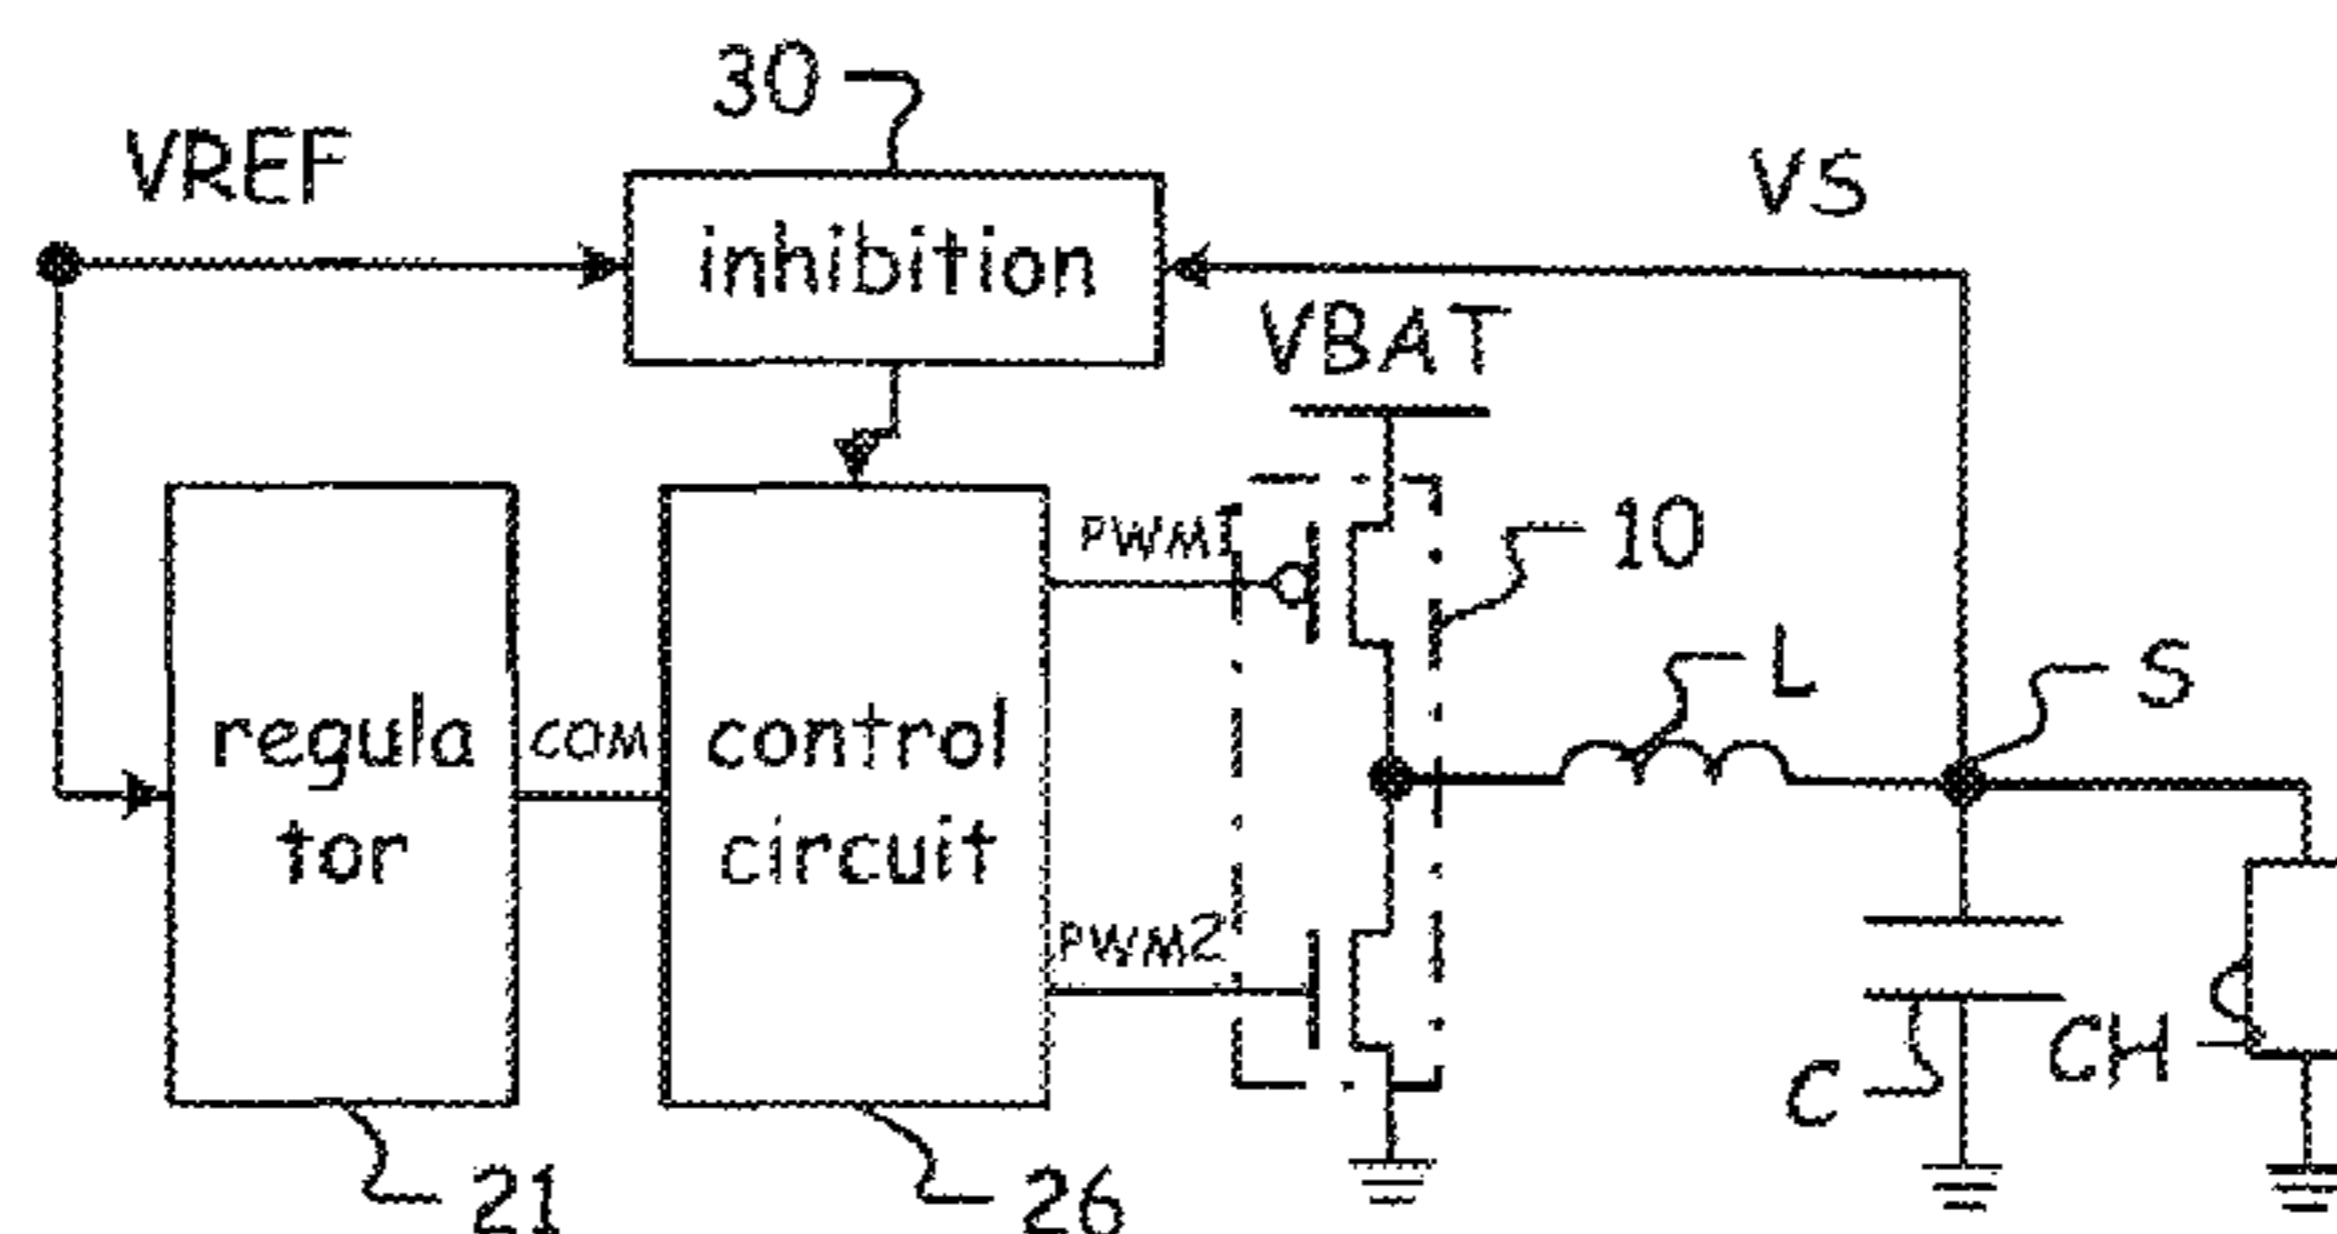 30
VREF
VS
inhibition
VBAT
PWM1
10
L
S
regula
tor
COM
control
circuit
PWM2
C
CH
21
26